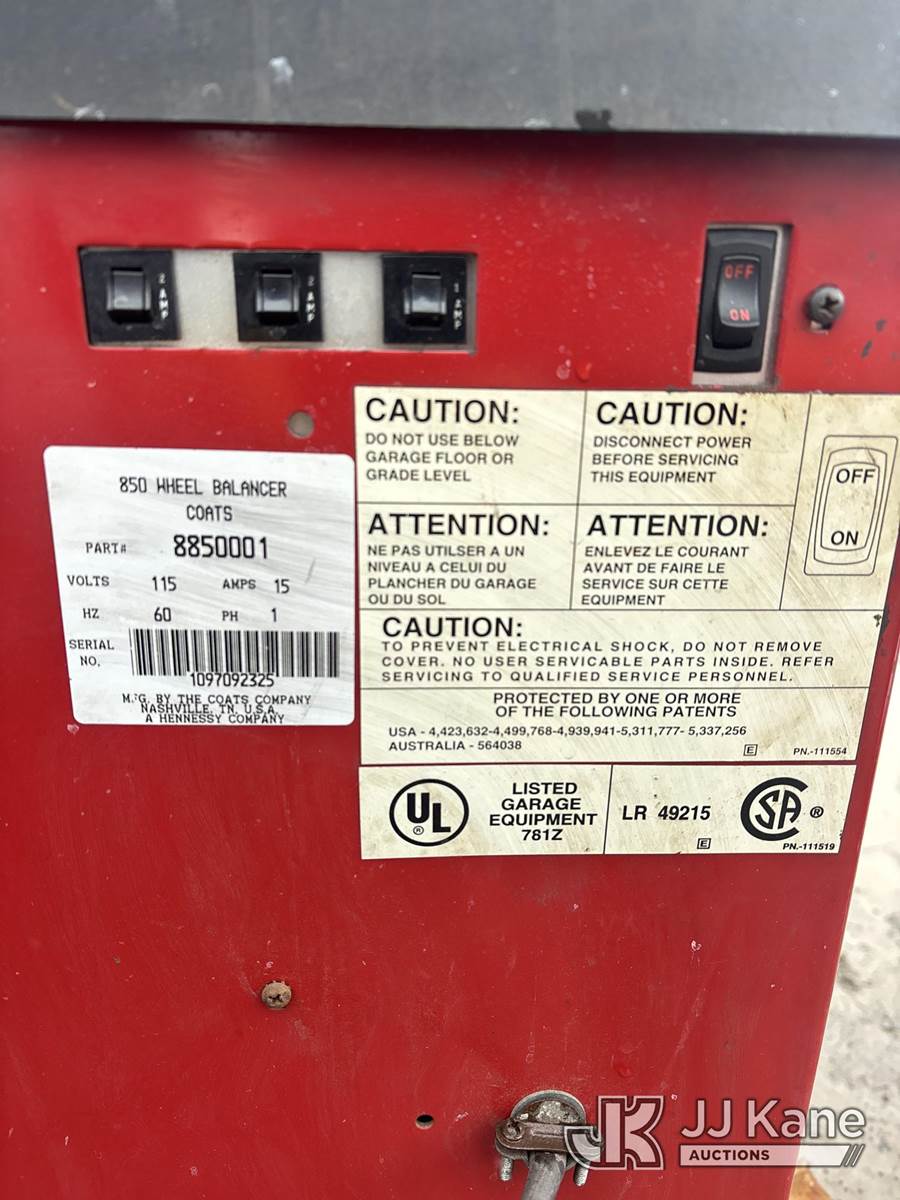 2 AMP
2 AMP
1 AMP
OFF
ON
850 WHEEL BALANCER
COATS
PART# 8850001
VOLTS 115 AMPS 15
HZ 60 PH 1
SERIAL
NO.
1097092325
MFG. BY THE COATS COMPANY
NASHVILLE, TN, U.S.A.
A HENNESSY COMPANY
CAUTION:
DO NOT USE BELOW
GARAGE FLOOR OR
GRADE LEVEL
CAUTION:
DISCONNECT POWER
BEFORE SERVICING
THIS EQUIPMENT
OFF
ON
ATTENTION:
NE PAS UTILSER A UN
NIVEAU A CELUI DU
PLANCHER DU GARAGE
OU DU SOL
ATTENTION:
ENLEVEZ LE COURANT
AVANT DE FAIRE LE
SERVICE SUR CETTE
EQUIPMENT
CAUTION:
TO PREVENT ELECTRICAL SHOCK, DO NOT REMOVE
COVER. NO USER SERVICABLE PARTS INSIDE. REFER
SERVICING TO QUALIFIED SERVICE PERSONNEL.
PROTECTED BY ONE OR MORE
OF THE FOLLOWING PATENTS
USA - 4,423,632-4,499,768-4,939,941-5,311,777- 5,337,256
AUSTRALIA - 564038
E PN.-111554
UL ®
LISTED
GARAGE
EQUIPMENT
781Z
LR 49215
E
CSA ®
PN.-111519
JK JJ Kane
AUCTIONS